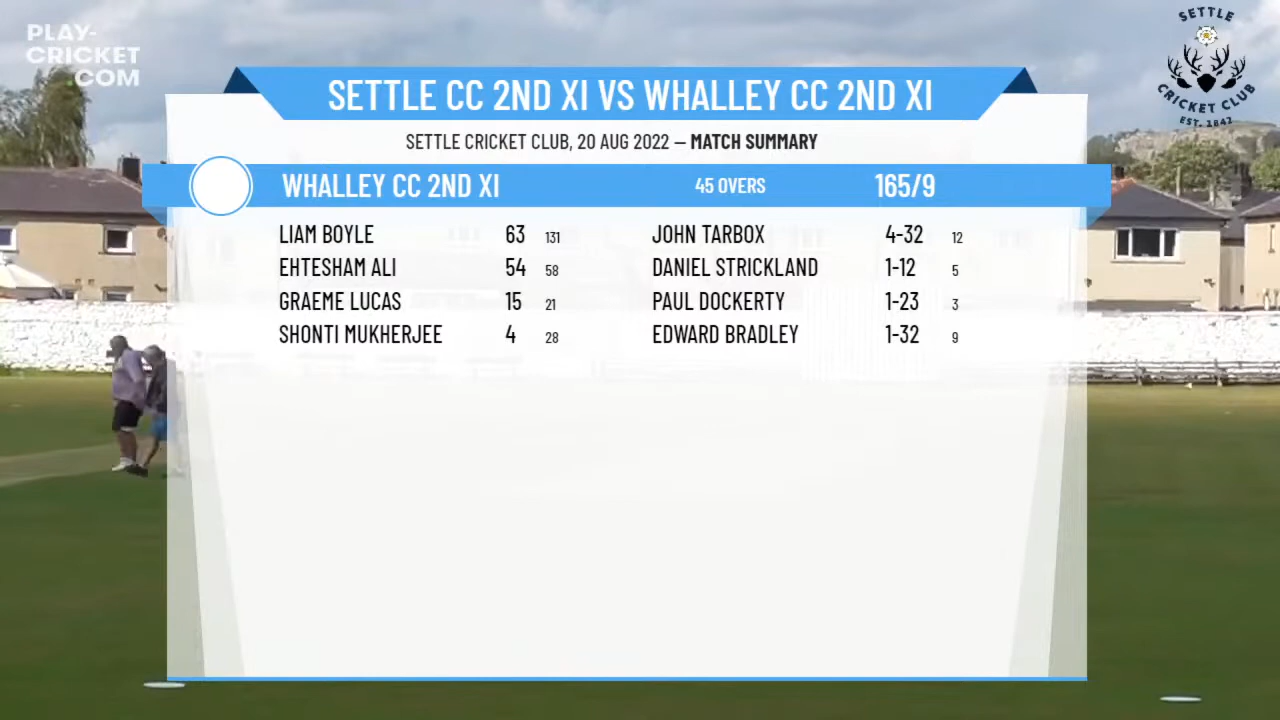 PLAY-
CRICKET
.COM
SETTLE
CRICKET CLUB
EST. 1842
SETTLE CC 2ND XI VS WHALLEY CC 2ND XI
SETTLE CRICKET CLUB, 20 AUG 2022 – MATCH SUMMARY
WHALLEY CC 2ND XI 45 OVERS 165/9
LIAM BOYLE 63 131 JOHN TARBOX 4-32 12
EHTESHAM ALI 54 58 DANIEL STRICKLAND 1-12 5
GRAEME LUCAS 15 21 PAUL DOCKERTY 1-23 3
SHONTI MUKHERJEE 4 28 EDWARD BRADLEY 1-32 9